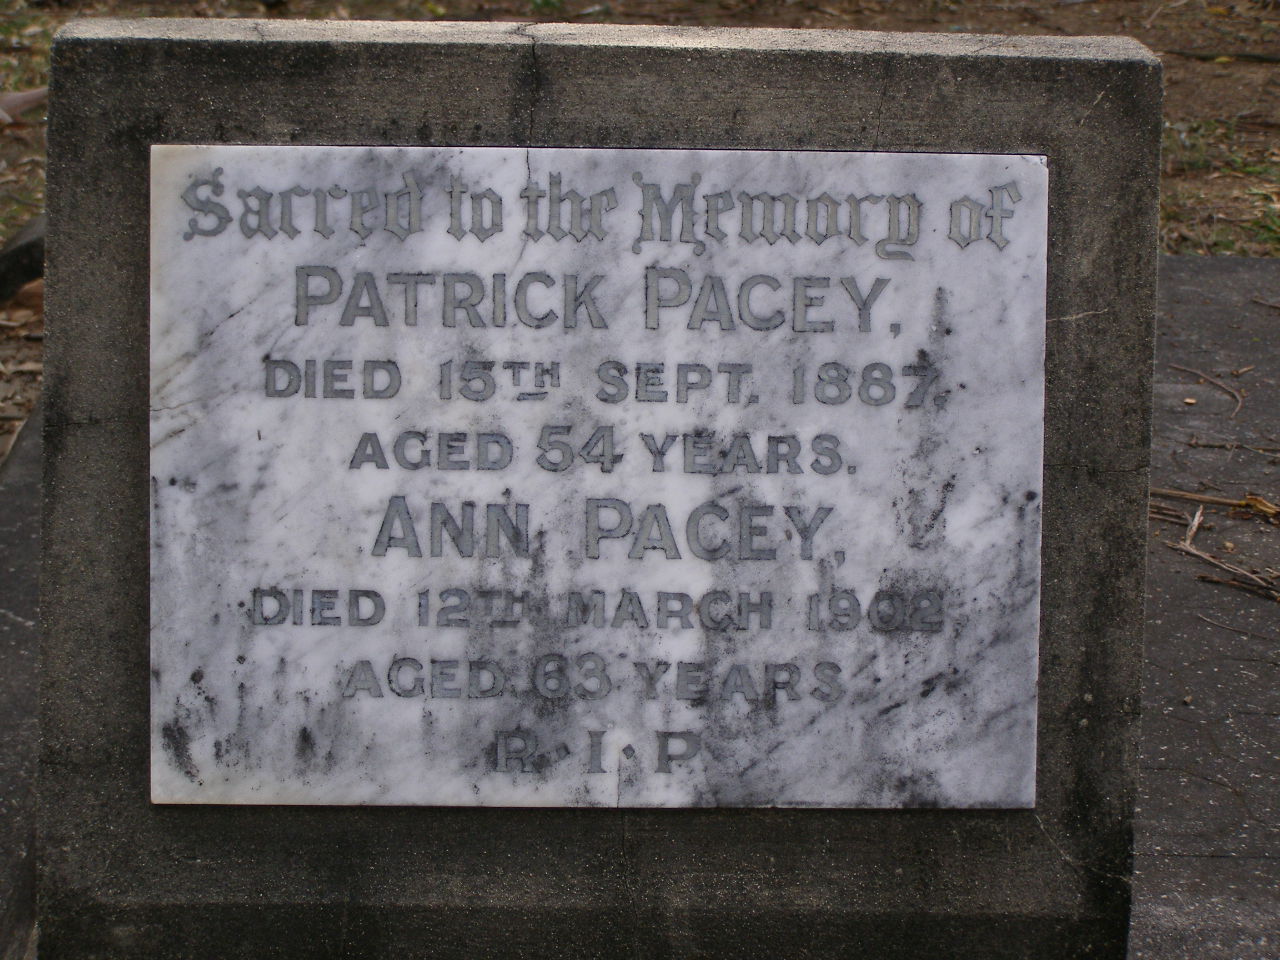 Sacred to the Memory of
PATRICK PACEY,
DIED 15TH SEPT. 1887.
AGED 54 YEARS.
ANN PACEY,
DIED 12TH MARCH 1902
AGED 63 YEARS.
R·I·P